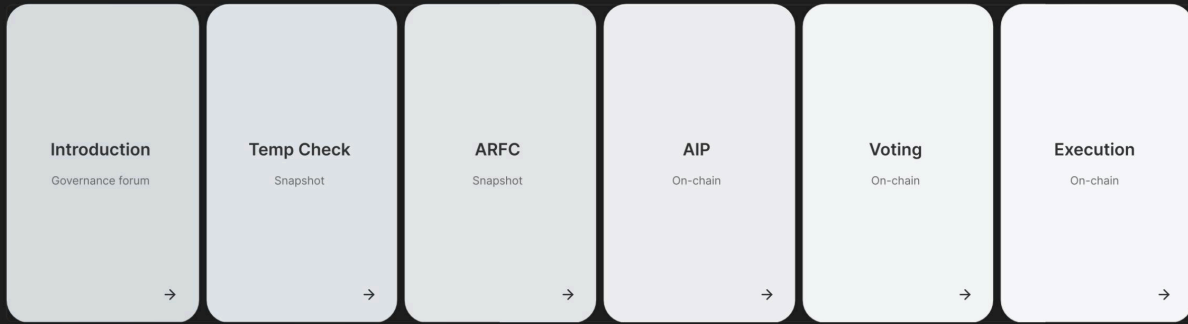 Introduction
Governance forum
Temp Check
Snapshot
ARFC
Snapshot
AIP
On-chain
Voting
On-chain
Execution
On-chain